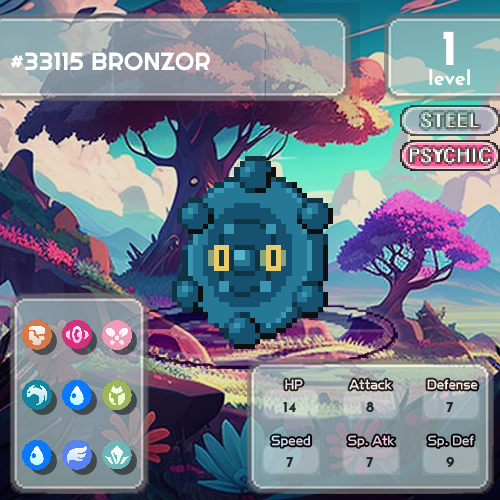 #33115 BRONZOR
1
level
STEEL
PSYCHIC
HP Attack Defense
14 8 7
Speed Sp. Atk Sp. Def
7 7 9